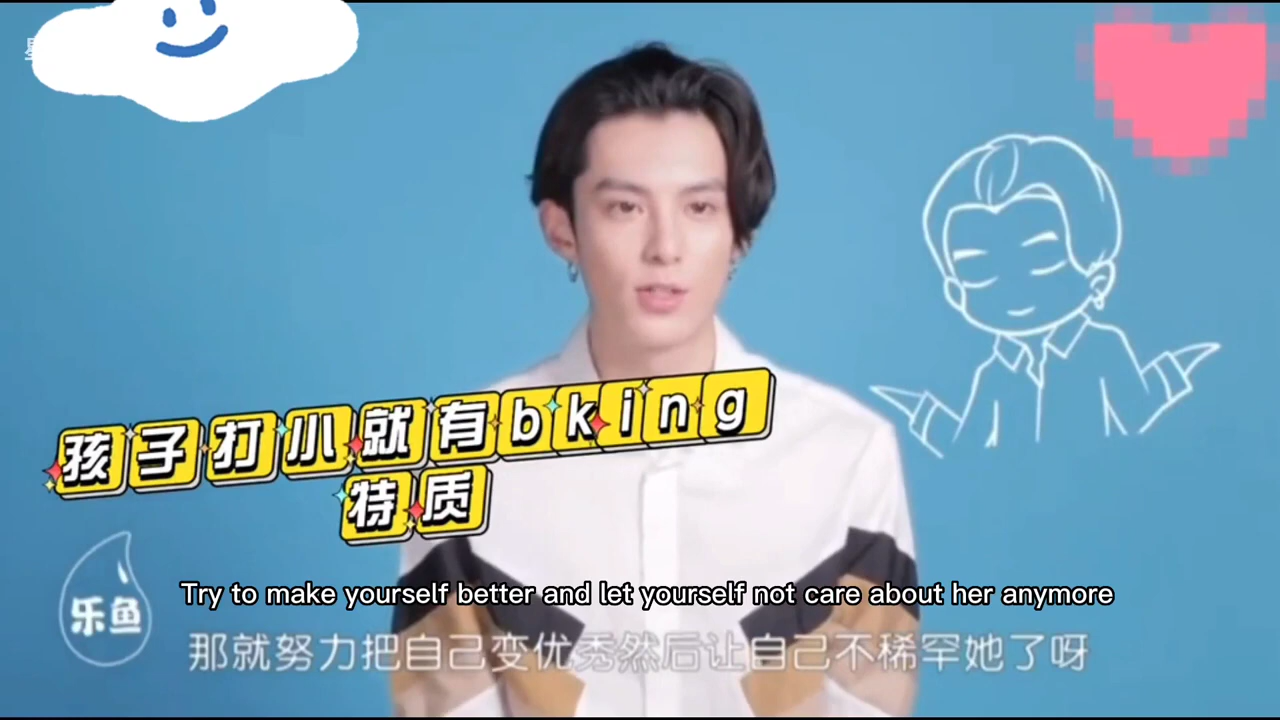 孩子打小就有bking
特质
乐鱼
Try to make yourself better and let yourself not care about her anymore
那就努力把自己变优秀然后让自己不稀罕她了呀